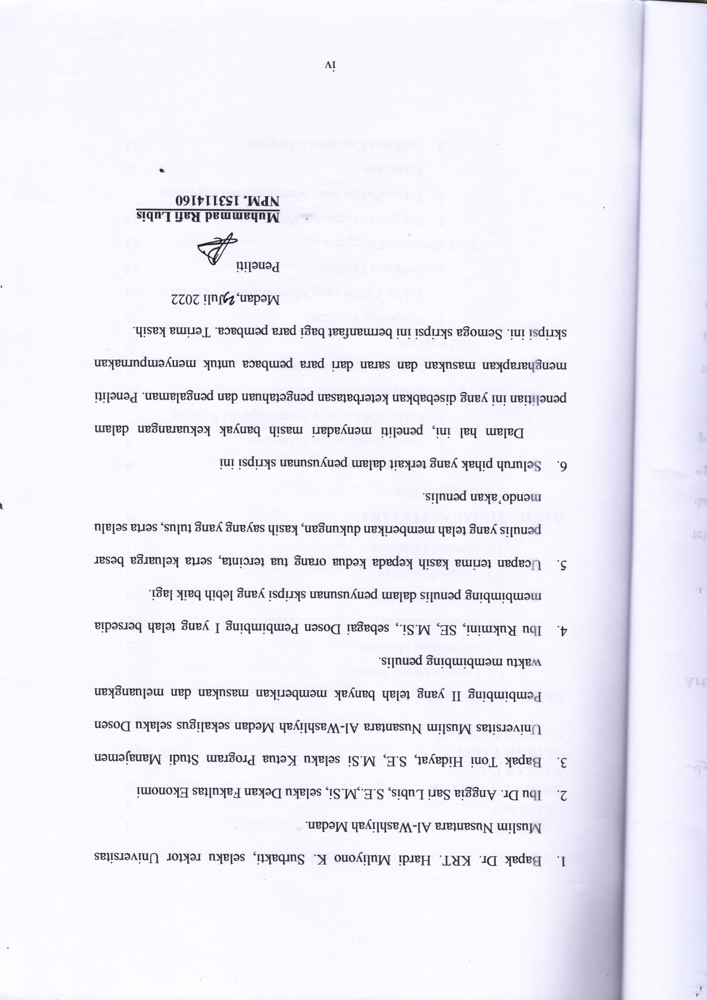 1. Bapak Dr. KRT. Hardi Muliyono K. Surbakti, selaku rektor Universitas
Muslim Nusantara Al-Washliyah Medan.
2. Ibu Dr. Anggia Sari Lubis, S.E.,M.Si, selaku Dekan Fakultas Ekonomi
3. Bapak Toni Hidayat, S.E, M.Si selaku Ketua Program Studi Manajemen
Universitas Muslim Nusantara Al-Washliyah Medan sekaligus selaku Dosen
Pembimbing II yang telah banyak memberikan masukan dan meluangkan
waktu membimbing penulis.
4. Ibu Rukmini, SE, M.Si., sebagai Dosen Pembimbing I yang telah bersedia
membimbing penulis dalam penyusunan skripsi yang lebih baik lagi.
5. Ucapan terima kasih kepada kedua orang tua tercinta, serta keluarga besar
penulis yang telah memberikan dukungan, kasih sayang yang tulus, serta selalu
mendo’akan penulis.
6. Seluruh pihak yang terkait dalam penyusunan skripsi ini
Dalam hal ini, peneliti menyadari masih banyak kekuarangan dalam
penelitian ini yang disebabkan keterbatasan pengetahuan dan pengalaman. Peneliti
mengharapkan masukan dan saran dari para pembaca untuk menyempurnakan
skripsi ini. Semoga skripsi ini bermanfaat bagi para pembaca. Terima kasih.
Medan, Juli 2022
Peneliti
Muhammad Rafi Lubis
NPM. 153114160
iv